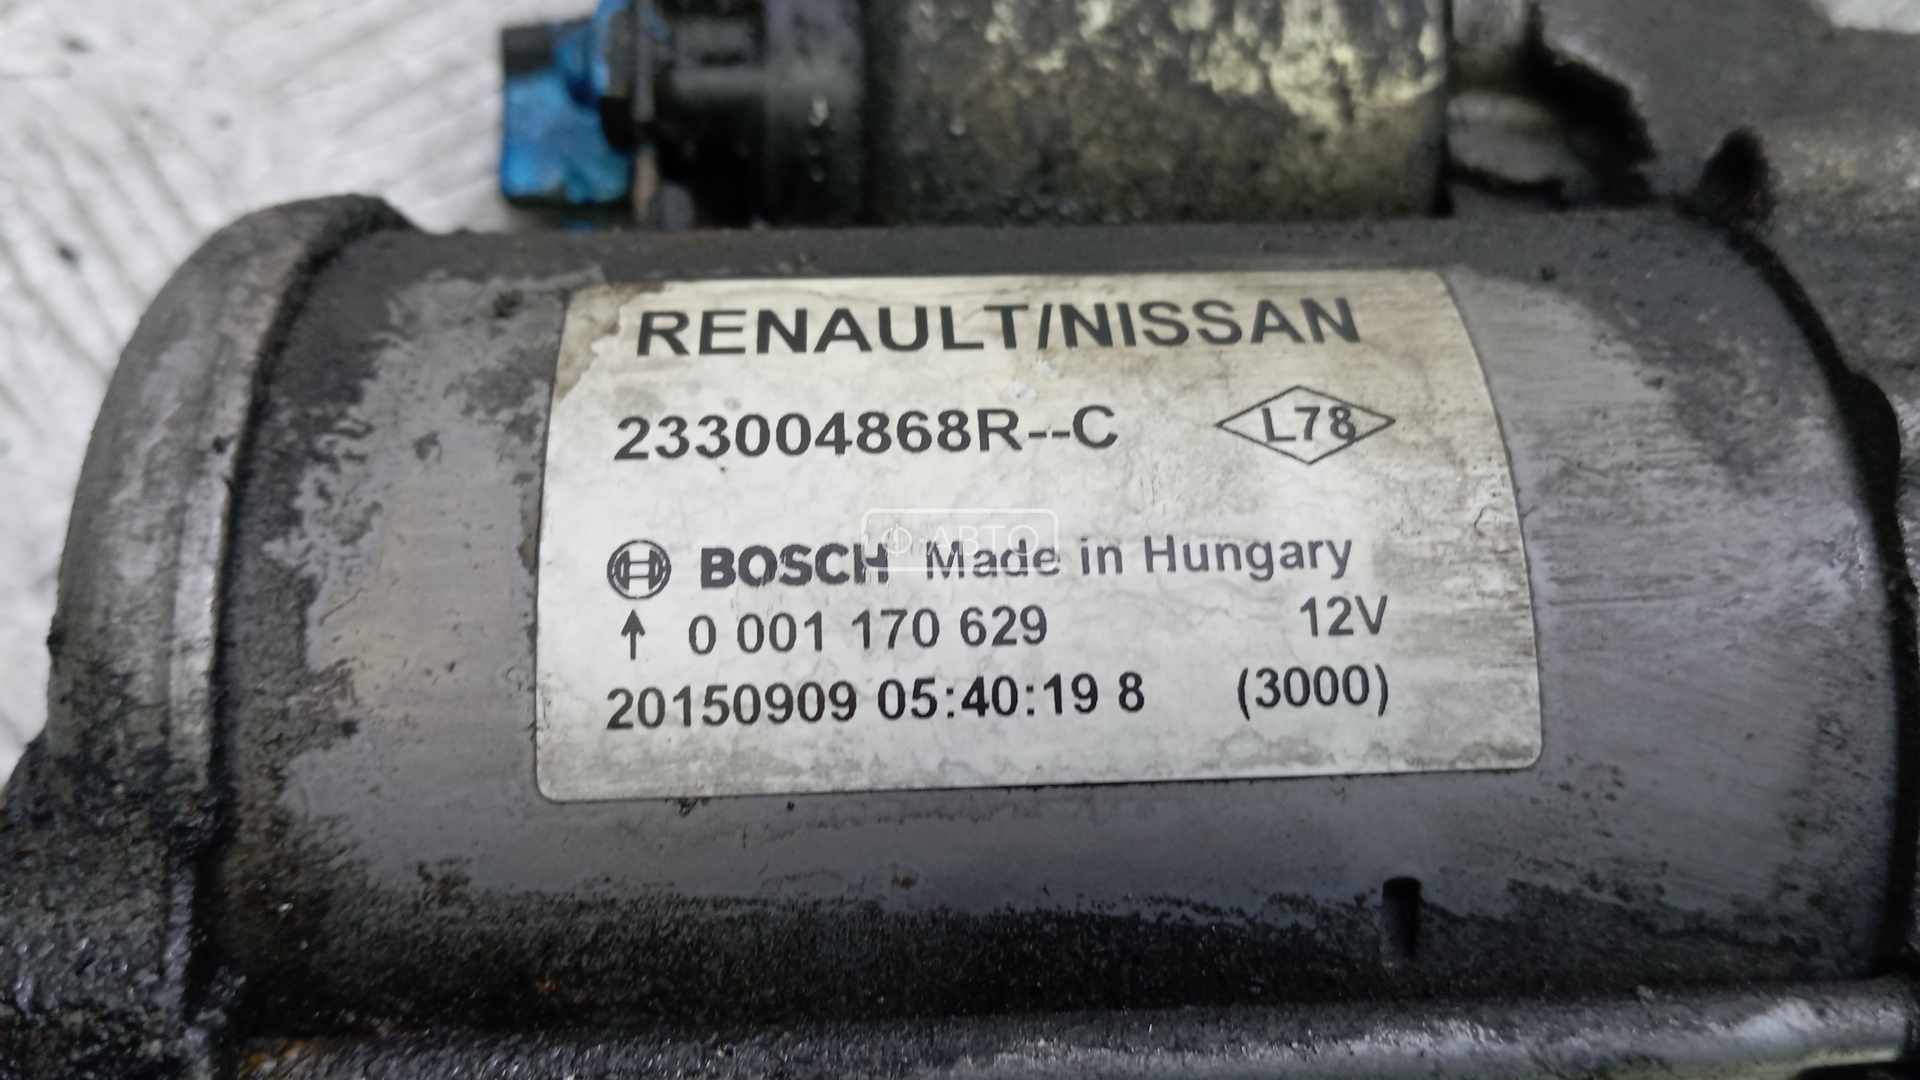 RENAULT/NISSAN
233004868R--C L78
BOSCH Made in Hungary
АВТО
↑ 0 001 170 629 12V
20150909 05:40:19 8 (3000)